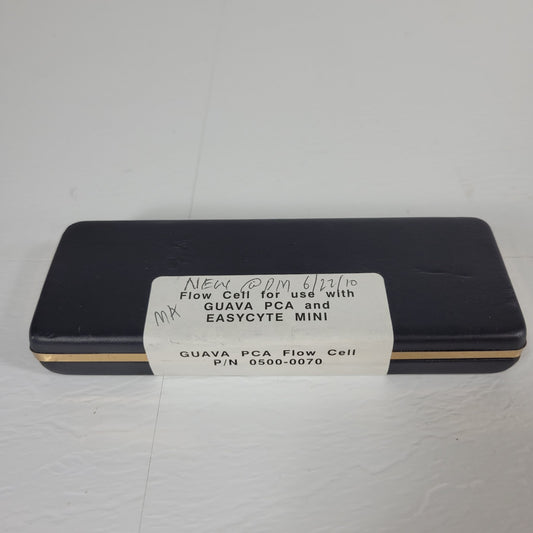 NEW @PM 6/22/10
Flow Cell for use with
MA
GUAVA PCA and
EASYCYTE MINI
GUAVA PCA Flow Cell
P/N 0500-0070